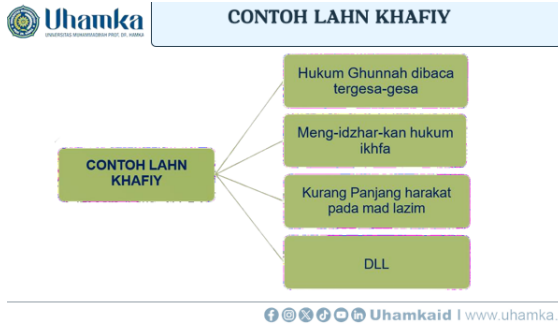 Uhamka
UNIVERSITAS MUHAMMADIYAH PROF. DR. HAMKA
CONTOH LAHN KHAFIY
CONTOH LAHN
KHAFIY
Hukum Ghunnah dibaca
tergesa-gesa
Meng-idzhar-kan hukum
ikhfa
Kurang Panjang harakat
pada mad lazim
DLL
Uhamkaid I www.uhamka.